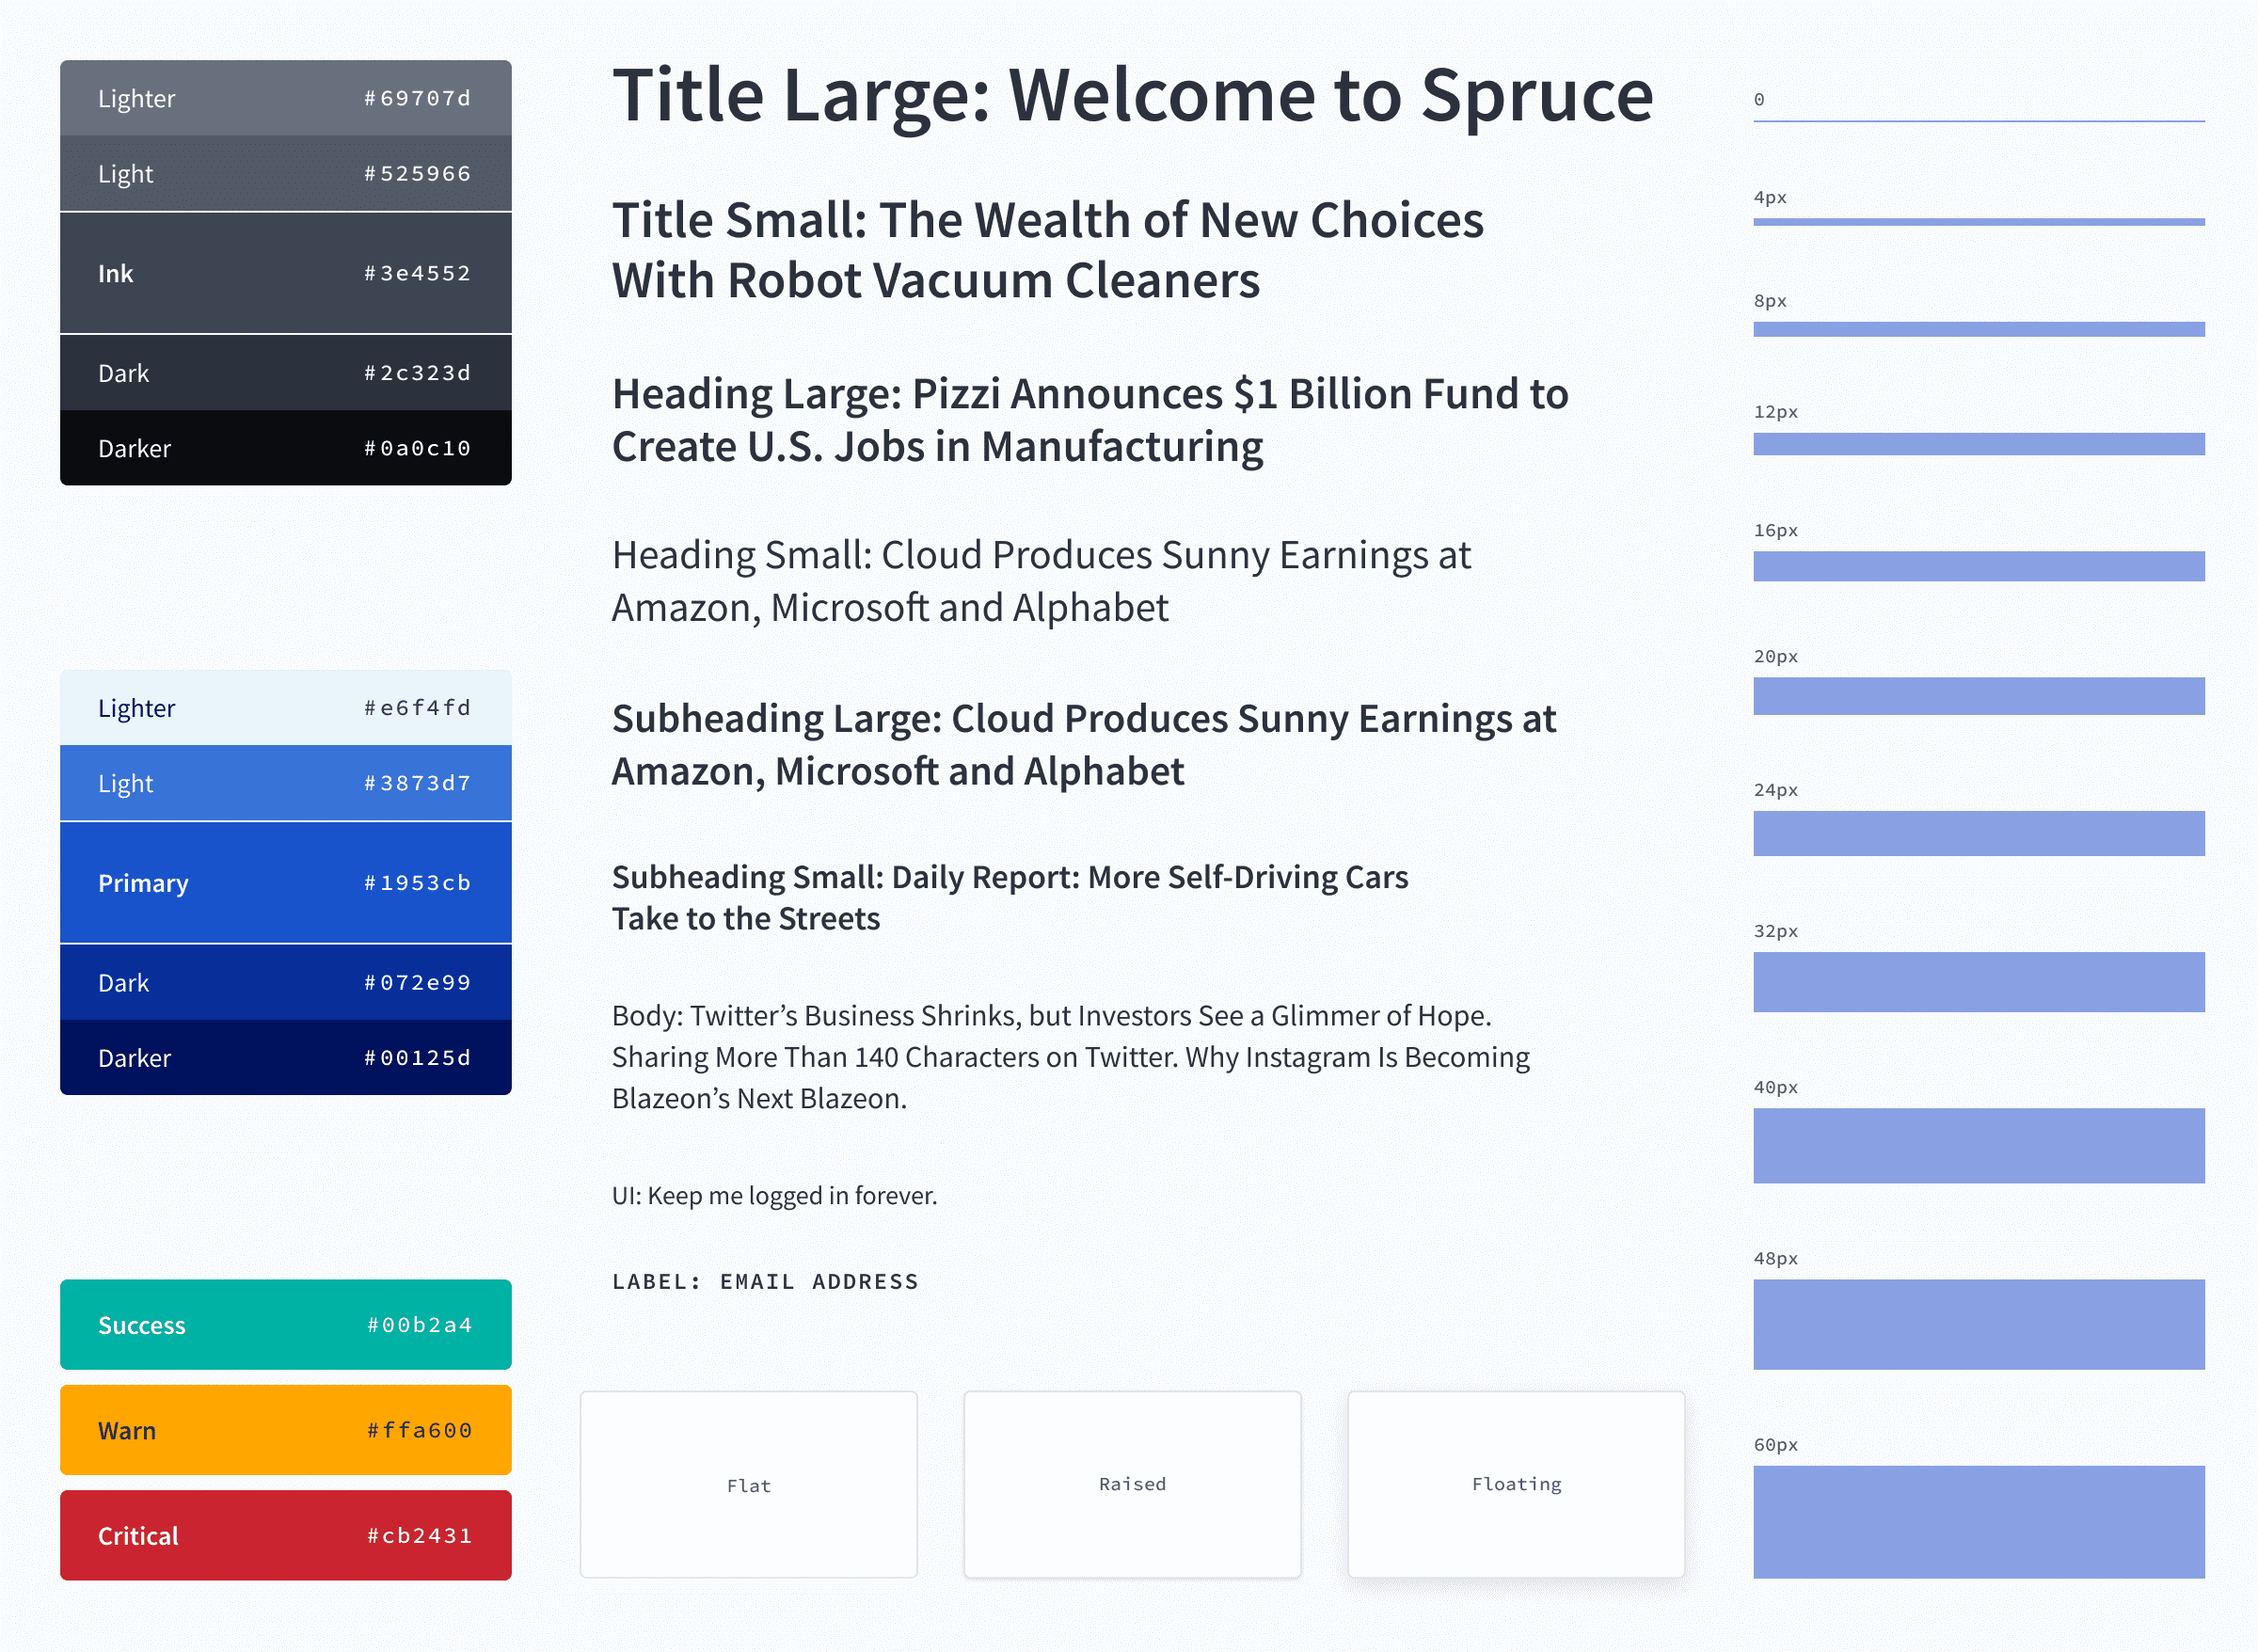 Lighter #69707d
Light #525966
Ink #3e4552
Dark #2c323d
Darker #0a0c10
Lighter #e6f4fd
Light #3873d7
Primary #1953cb
Dark #072e99
Darker #00125d
Success #00b2a4
Warn #ffa600
Critical #cb2431
Title Large: Welcome to Spruce
Title Small: The Wealth of New Choices
With Robot Vacuum Cleaners
Heading Large: Pizzi Announces $1 Billion Fund to
Create U.S. Jobs in Manufacturing
Heading Small: Cloud Produces Sunny Earnings at
Amazon, Microsoft and Alphabet
Subheading Large: Cloud Produces Sunny Earnings at
Amazon, Microsoft and Alphabet
Subheading Small: Daily Report: More Self-Driving Cars
Take to the Streets
Body: Twitter’s Business Shrinks, but Investors See a Glimmer of Hope.
Sharing More Than 140 Characters on Twitter. Why Instagram Is Becoming
Blazeon’s Next Blazeon.
UI: Keep me logged in forever.
LABEL: EMAIL ADDRESS
Flat
Raised
Floating
0
4px
8px
12px
16px
20px
24px
32px
40px
48px
60px